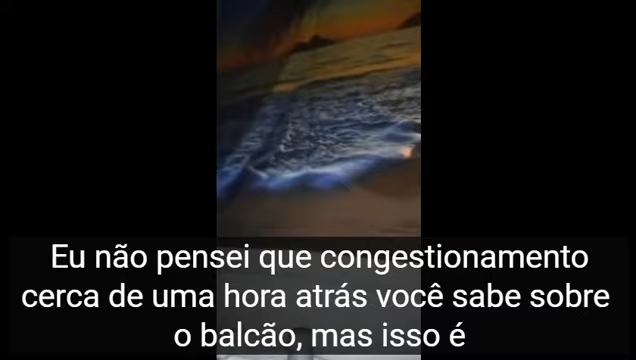 Eu não pensei que congestionamento
cerca de uma hora atrás você sabe sobre
o balcão, mas isso é